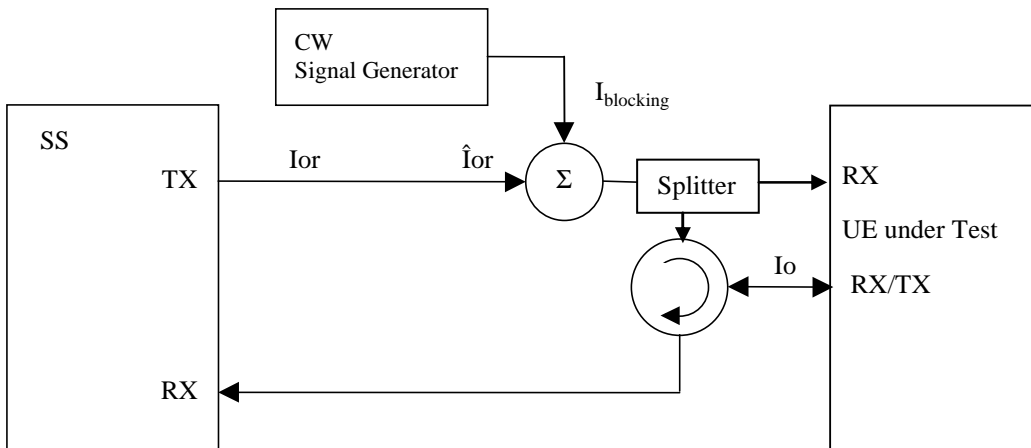 CW
Signal Generator
I_blocking
SS
TX
Ior
Îor
Σ
Splitter
RX
UE under Test
Io
RX/TX
RX